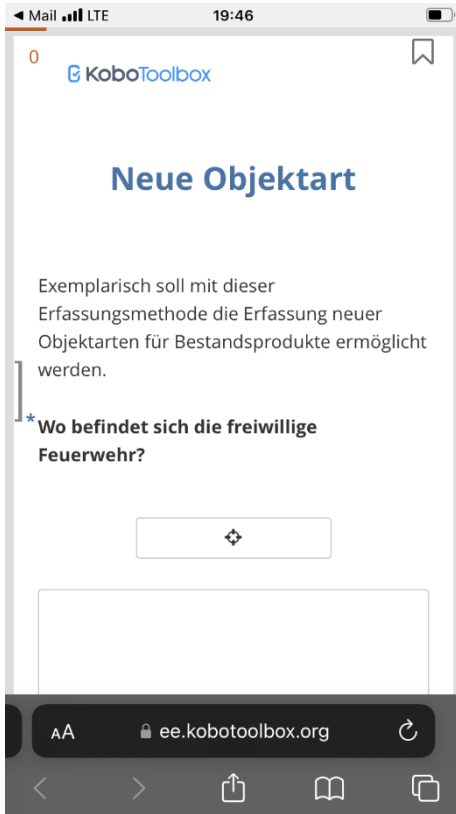 ◀ Mail LTE 19:46
0
KoboToolbox
Neue Objektart
Exemplarisch soll mit dieser
Erfassungsmethode die Erfassung neuer
Objektarten für Bestandsprodukte ermöglicht
werden.
*Wo befindet sich die freiwillige
Feuerwehr?
AA ee.kobotoolbox.org